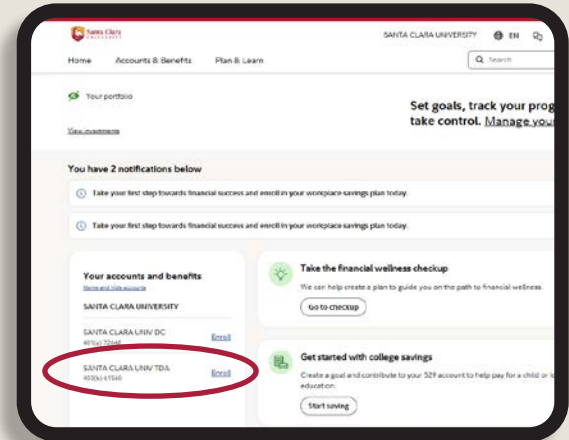 Santa Clara
UNIVERSITY
SANTA CLARA UNIVERSITY
EN
Home
Accounts & Benefits
Plan & Learn
Search
Your portfolio
View investments
Set goals, track your prog
take control. Manage your
You have 2 notifications below
Take your first step towards financial success and enroll in your workplace savings plan today.
Take your first step towards financial success and enroll in your workplace savings plan today.
Your accounts and benefits
Name and hide accounts
SANTA CLARA UNIVERSITY
SANTA CLARA UNIV DC
Enroll
SANTA CLARA UNIV TDA
Enroll
Take the financial wellness checkup
We can help create a plan to guide you on the path to financial wellness.
Go to checkup
Get started with college savings
Create a goal and contribute to your 529 account to help pay for a child or
education.
Start saving